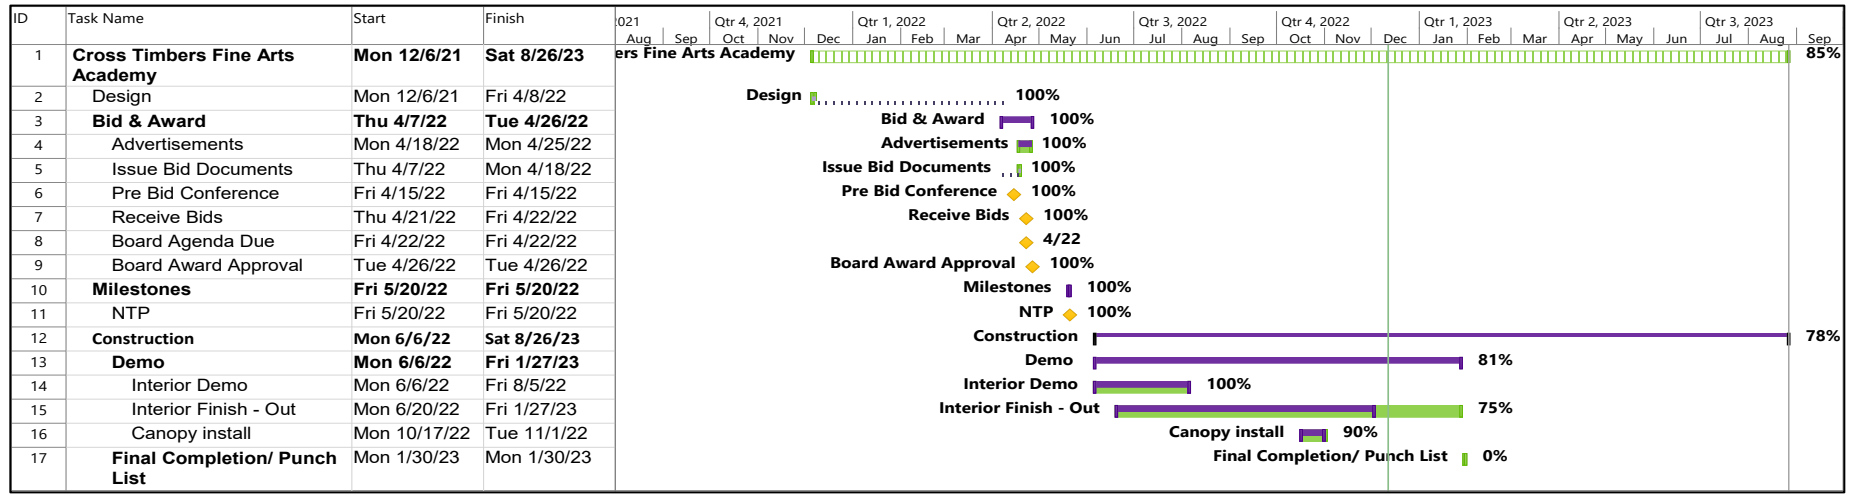 ID Task Name Start Finish 2021 Qtr 4, 2021 Qtr 1, 2022 Qtr 2, 2022 Qtr 3, 2022 Qtr 4, 2022 Qtr 1, 2023 Qtr 2, 2023 Qtr 3, 2023
Aug Sep Oct Nov Dec Jan Feb Mar Apr May Jun Jul Aug Sep Oct Nov Dec Jan Feb Mar Apr May Jun Jul Aug Sep
1 Cross Timbers Fine Arts Mon 12/6/21 Sat 8/26/23 ers Fine Arts Academy 85%
Academy
2 Design Mon 12/6/21 Fri 4/8/22 Design 100%
3 Bid & Award Thu 4/7/22 Tue 4/26/22 Bid & Award 100%
4 Advertisements Mon 4/18/22 Mon 4/25/22 Advertisements 100%
5 Issue Bid Documents Thu 4/7/22 Mon 4/18/22 Issue Bid Documents 100%
6 Pre Bid Conference Fri 4/15/22 Fri 4/15/22 Pre Bid Conference 100%
7 Receive Bids Thu 4/21/22 Fri 4/22/22 Receive Bids 100%
8 Board Agenda Due Fri 4/22/22 Fri 4/22/22 4/22
9 Board Award Approval Tue 4/26/22 Tue 4/26/22 Board Award Approval 100%
10 Milestones Fri 5/20/22 Fri 5/20/22 Milestones 100%
11 NTP Fri 5/20/22 Fri 5/20/22 NTP 100%
12 Construction Mon 6/6/22 Sat 8/26/23 Construction 78%
13 Demo Mon 6/6/22 Fri 1/27/23 Demo 81%
14 Interior Demo Mon 6/6/22 Fri 8/5/22 Interior Demo 100%
15 Interior Finish - Out Mon 6/20/22 Fri 1/27/23 Interior Finish - Out 75%
16 Canopy install Mon 10/17/22 Tue 11/1/22 Canopy install 90%
17 Final Completion/ Punch Mon 1/30/23 Mon 1/30/23 Final Completion/ Punch List 0%
List